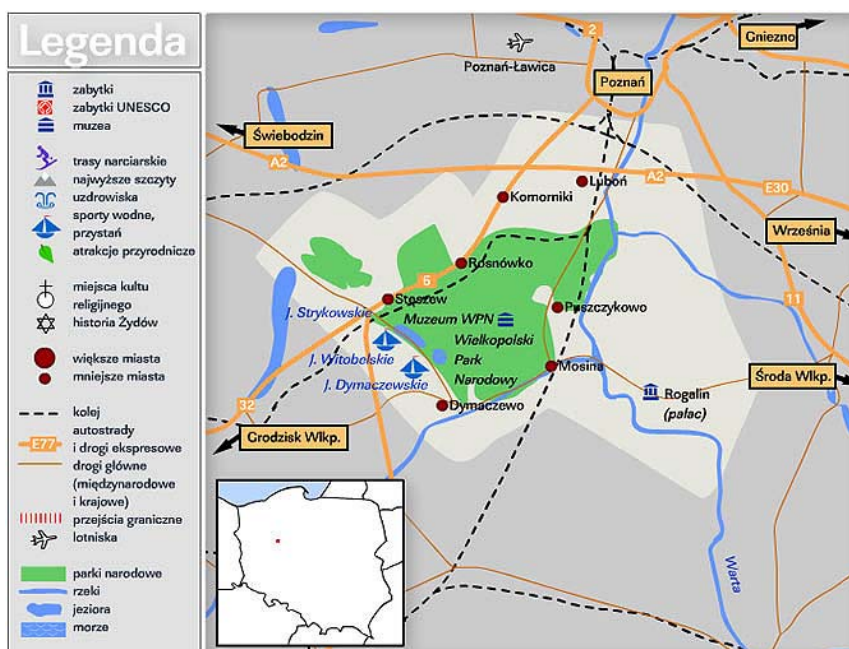 Legenda
zabytki
zabytki UNESCO
muzea
trasy narciarskie
najwyższe szczyty
uzdrowiska
sporty wodne,
przystań
atrakcje przyrodnicze
miejsca kultu
religijnego
historia Żydów
większe miasta
mniejsze miasta
kolej
autostrady
E77
i drogi ekspresowe
drogi główne
(międzynarodowe
i krajowe)
przejścia graniczne
lotniska
parki narodowe
rzeki
jeziora
morze
2
Gniezno
Poznań-Ławica
Poznań
Świebodzin
A2
Luboń
A2
E30
Komorniki
Września
Rosnówko
5
11
Stęszew
J. Strykowskie
Muzeum WPN
Puszczykowo
Wielkopolski
Park
Narodowy
J. Witobelskie
J. Dymaczewskie
Mosina
Środa Wlkp.
Rogalin
(pałac)
32
Dymaczewo
Grodzisk Wlkp.
Warta